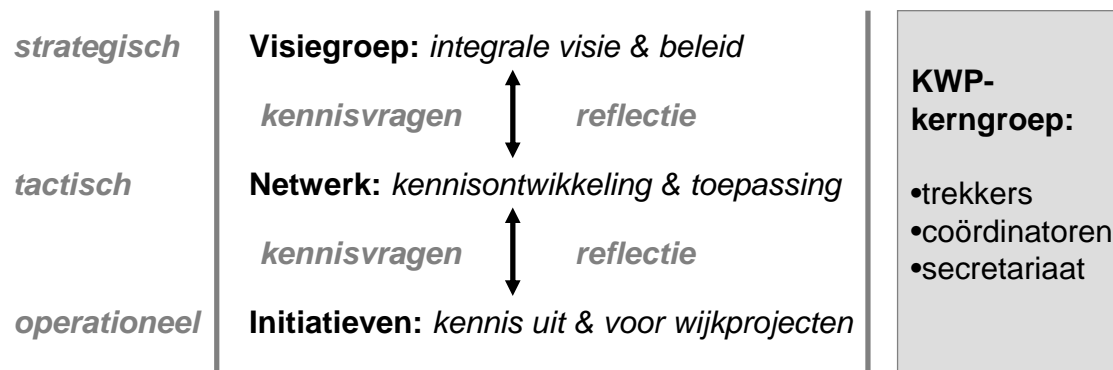 strategisch
Visiegroep: integrale visie & beleid
kennisvragen reflectie
tactisch
Netwerk: kennisontwikkeling & toepassing
kennisvragen reflectie
operationeel
Initiatieven: kennis uit & voor wijkprojecten
KWP-
kerngroep:
•trekkers
•coördinatoren
•secretariaat